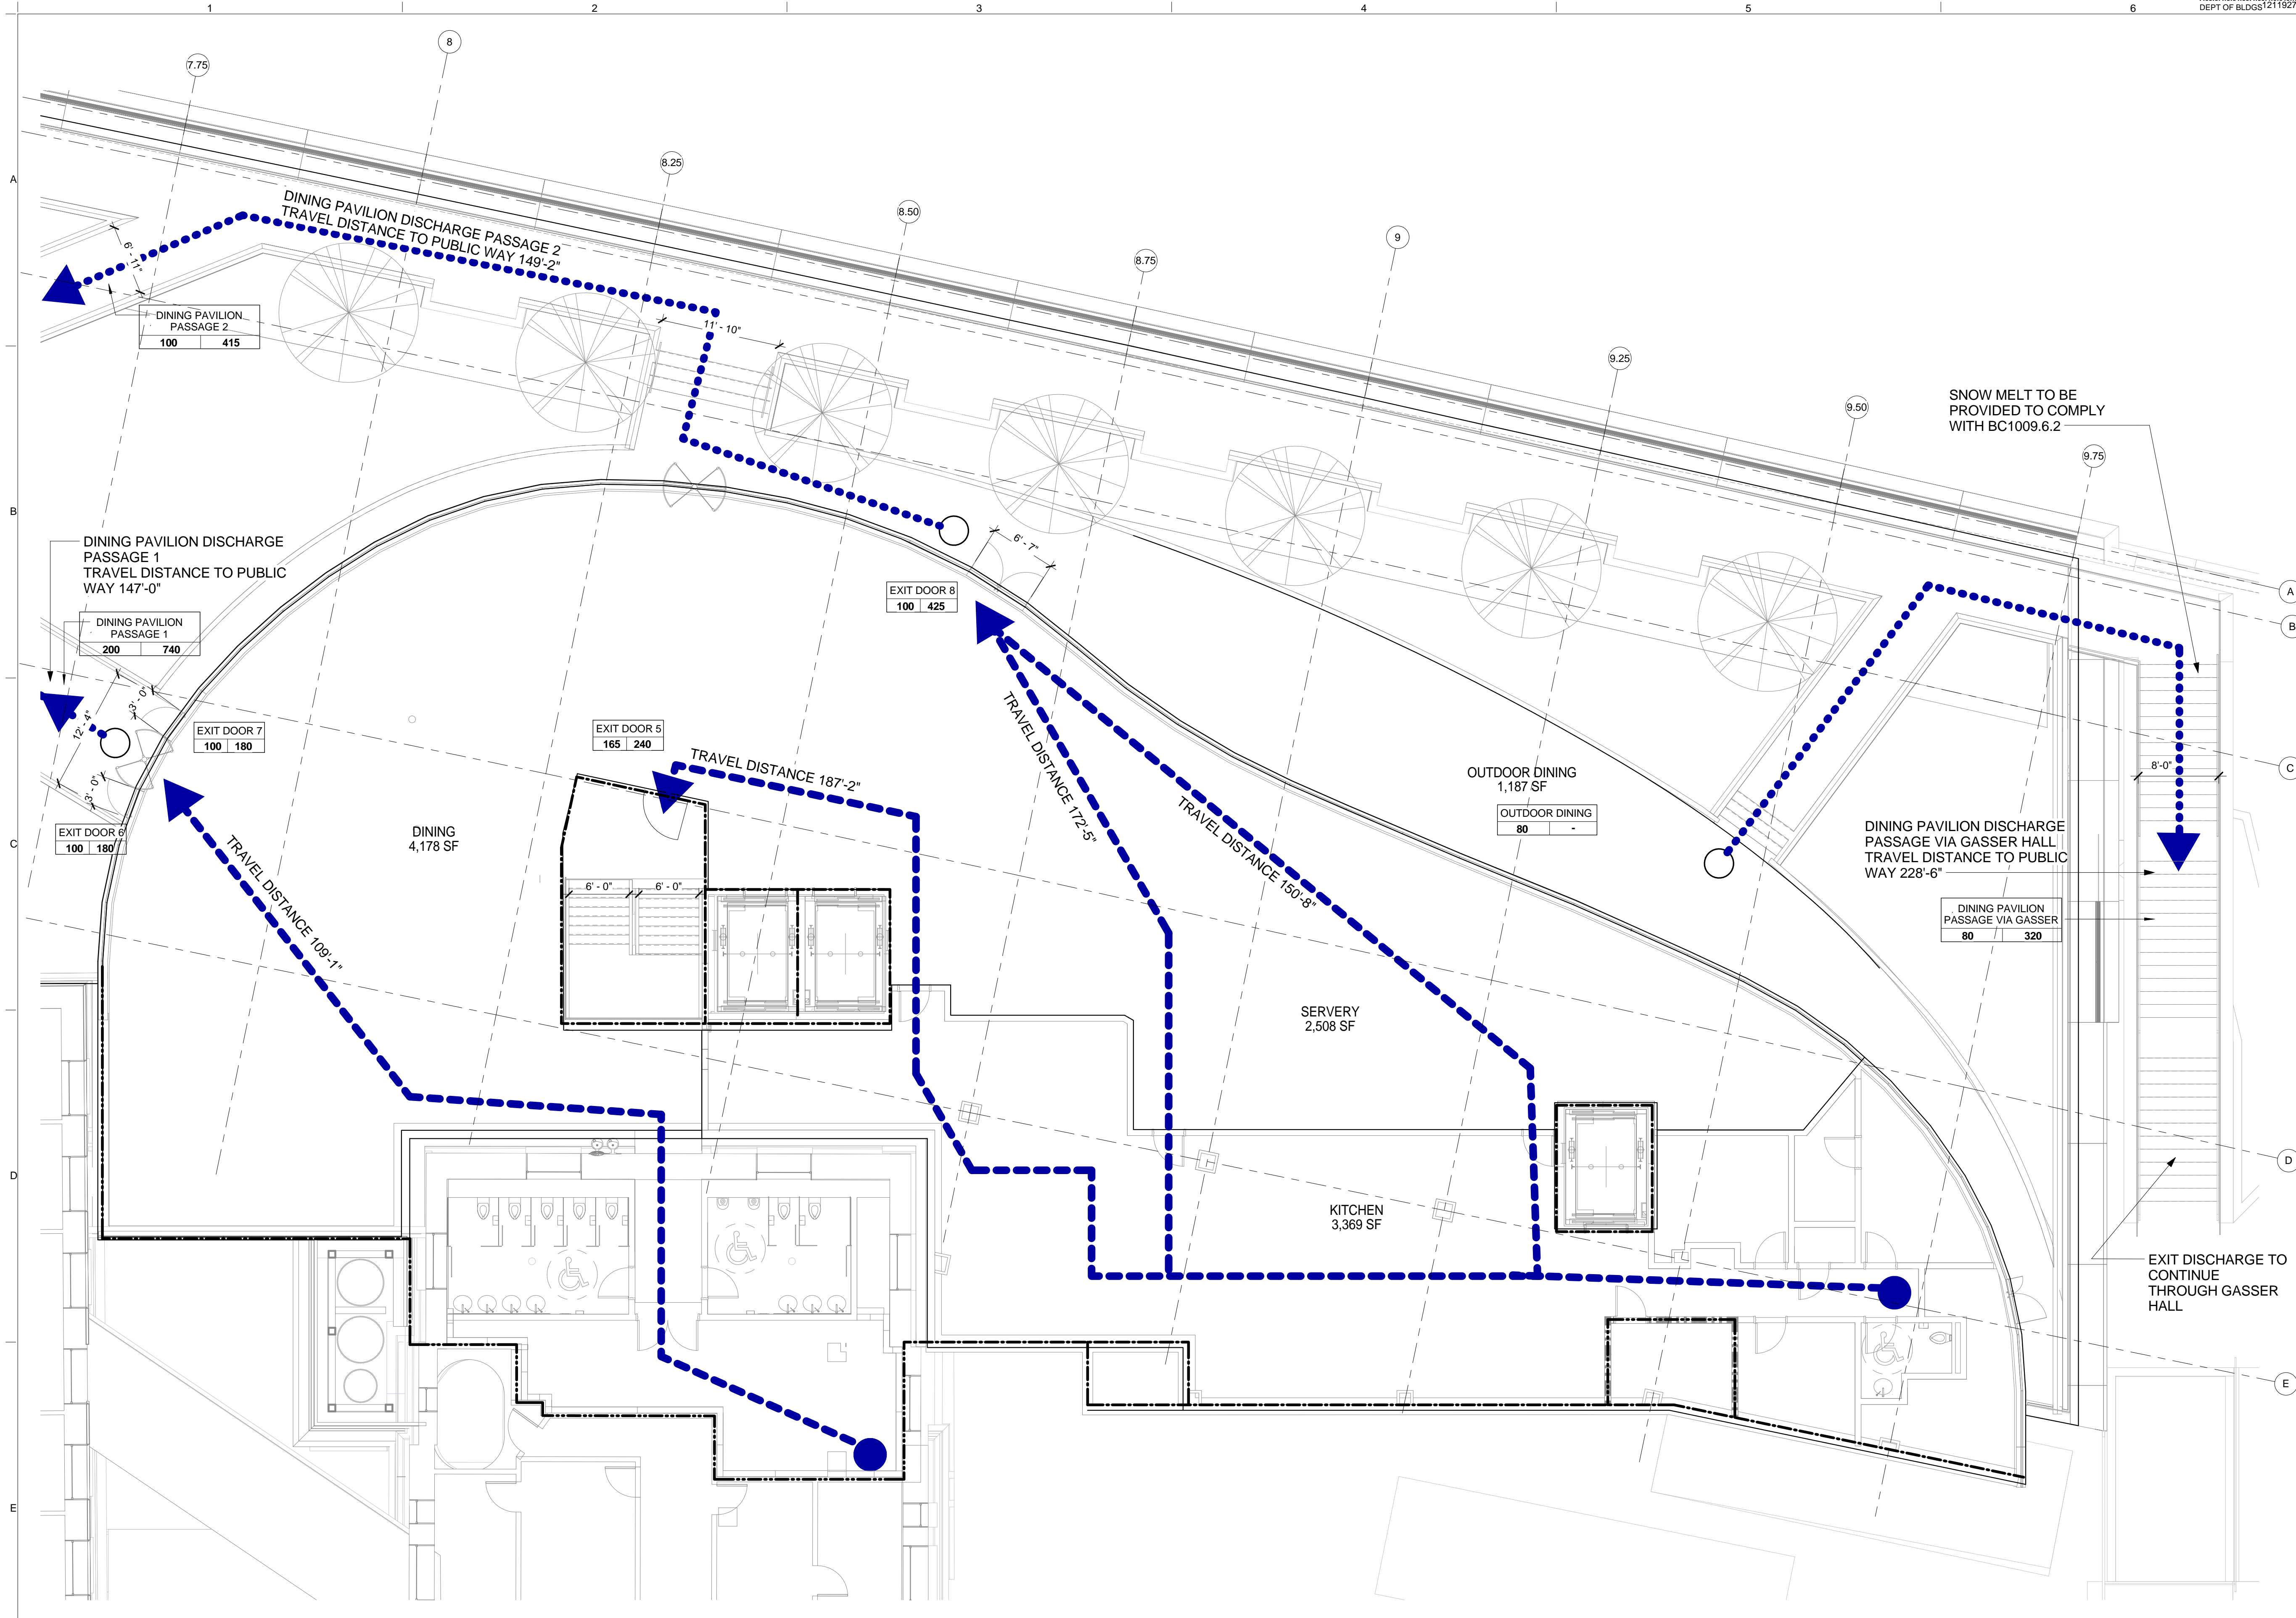 1
2
3
4
5
6
DEPT OF BLDGS1211927
8
7.75
8.25
8.50
8.75
9
9.25
9.50
9.75
A
B
C
D
E
A
B
C
D
E
DINING PAVILION DISCHARGE PASSAGE 2
TRAVEL DISTANCE TO PUBLIC WAY 149'-2"
6' - 11"
DINING PAVILION
PASSAGE 2
100 415
11' - 10"
SNOW MELT TO BE
PROVIDED TO COMPLY
WITH BC1009.6.2
DINING PAVILION DISCHARGE
PASSAGE 1
TRAVEL DISTANCE TO PUBLIC
WAY 147'-0"
DINING PAVILION
PASSAGE 1
200 740
6' - 7"
EXIT DOOR 8
100 425
3' - 0"
12' - 4"
3' - 0"
EXIT DOOR 7
100 180
EXIT DOOR 6
100 180
EXIT DOOR 5
165 240
TRAVEL DISTANCE 187'-2"
TRAVEL DISTANCE 172'-5"
TRAVEL DISTANCE 150'-8"
TRAVEL DISTANCE 109'-1"
OUTDOOR DINING
1,187 SF
OUTDOOR DINING
80 -
8'-0"
DINING
4,178 SF
DINING PAVILION DISCHARGE
PASSAGE VIA GASSER HALL
TRAVEL DISTANCE TO PUBLIC
WAY 228'-6"
6' - 0"
6' - 0"
DINING PAVILION
PASSAGE VIA GASSER
80 320
SERVERY
2,508 SF
KITCHEN
3,369 SF
EXIT DISCHARGE TO
CONTINUE
THROUGH GASSER
HALL